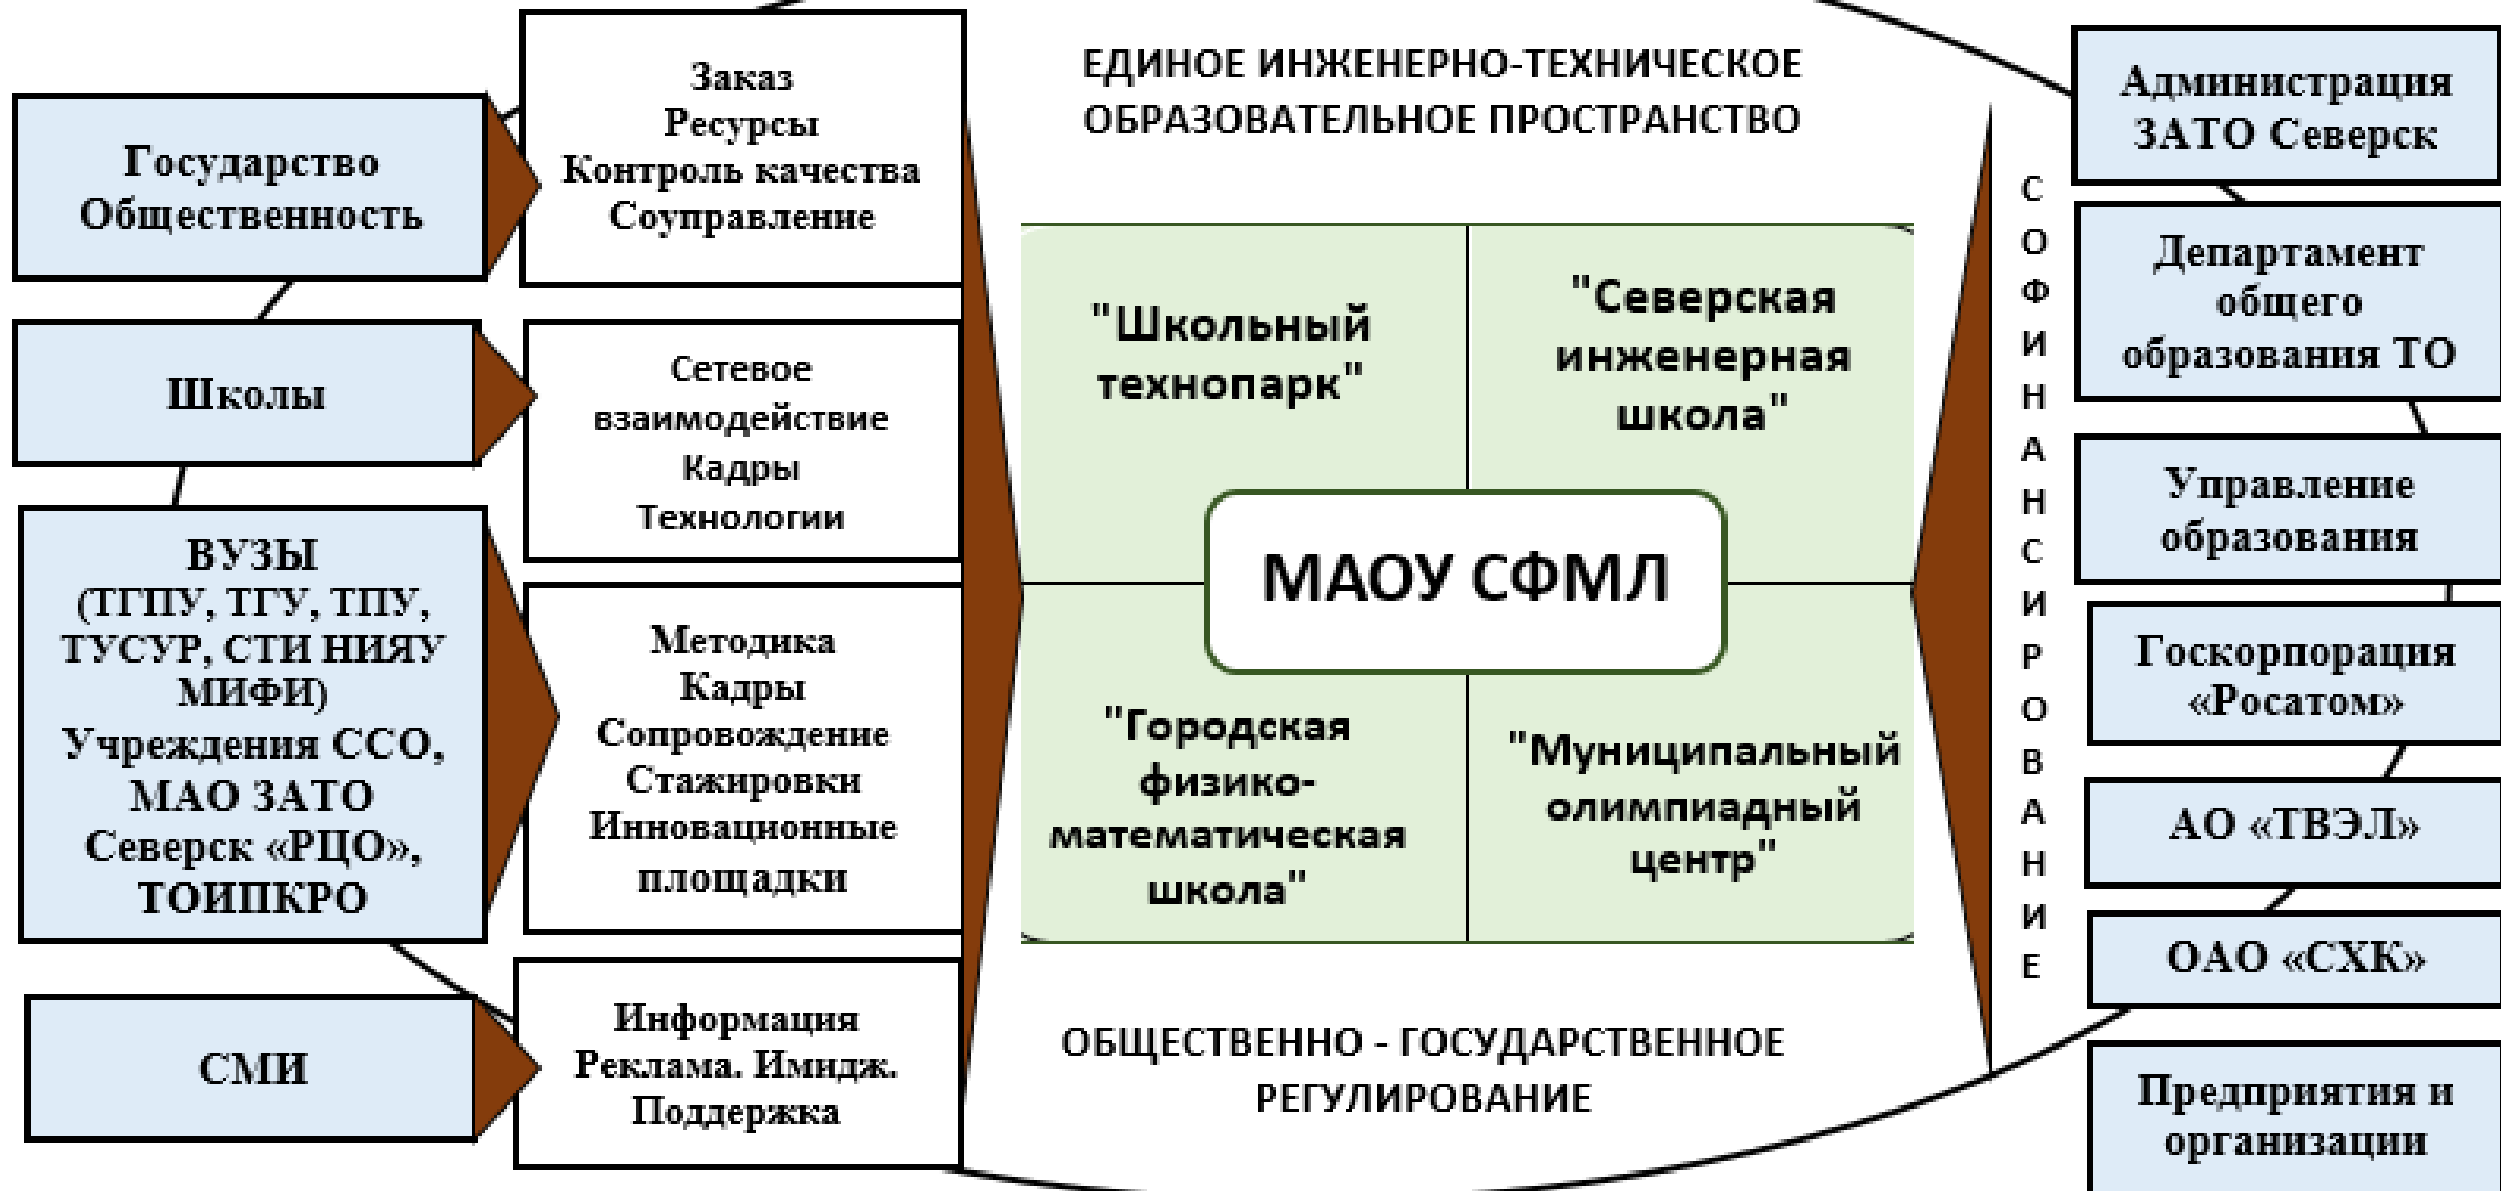 Государство
Общественность
Школы
ВУЗЫ
(ТГПУ, ТГУ, ТПУ,
ТУСУР, СТИ НИЯУ
МИФИ)
Учреждения ССО,
МАО ЗАТО
Северск «РЦО»,
ТОИПКРО
СМИ
Заказ
Ресурсы
Контроль качества
Соуправление
Сетевое
взаимодействие
Кадры
Технологии
Методика
Кадры
Сопровождение
Стажировки
Инновационные
площадки
Информация
Реклама. Имидж.
Поддержка
ЕДИНОЕ ИНЖЕНЕРНО-ТЕХНИЧЕСКОЕ
ОБРАЗОВАТЕЛЬНОЕ ПРОСТРАНСТВО
"Школьный
технопарк"
"Северская
инженерная
школа"
МАОУ СФМЛ
"Городская
физико-
математическая
школа"
"Муниципальный
олимпиадный
центр"
ОБЩЕСТВЕННО - ГОСУДАРСТВЕННОЕ
РЕГУЛИРОВАНИЕ
СОФИНАНСИРОВАНИЕ
Администрация
ЗАТО Северск
Департамент
общего
образования ТО
Управление
образования
Госкорпорация
«Росатом»
АО «ТВЭЛ»
ОАО «СХК»
Предприятия и
организации